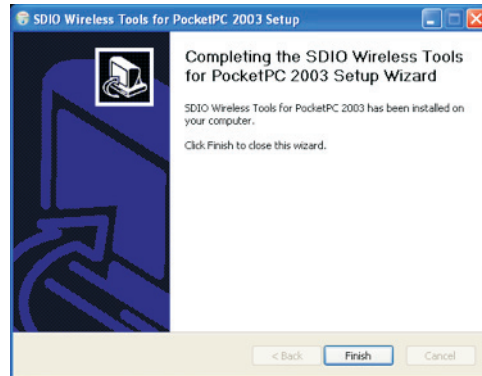 SDIO Wireless Tools for PocketPC 2003 Setup
Completing the SDIO Wireless Tools
for PocketPC 2003 Setup Wizard
SDIO Wireless Tools for PocketPC 2003 has been installed on
your computer.
Click Finish to close this wizard.
< Back Finish Cancel